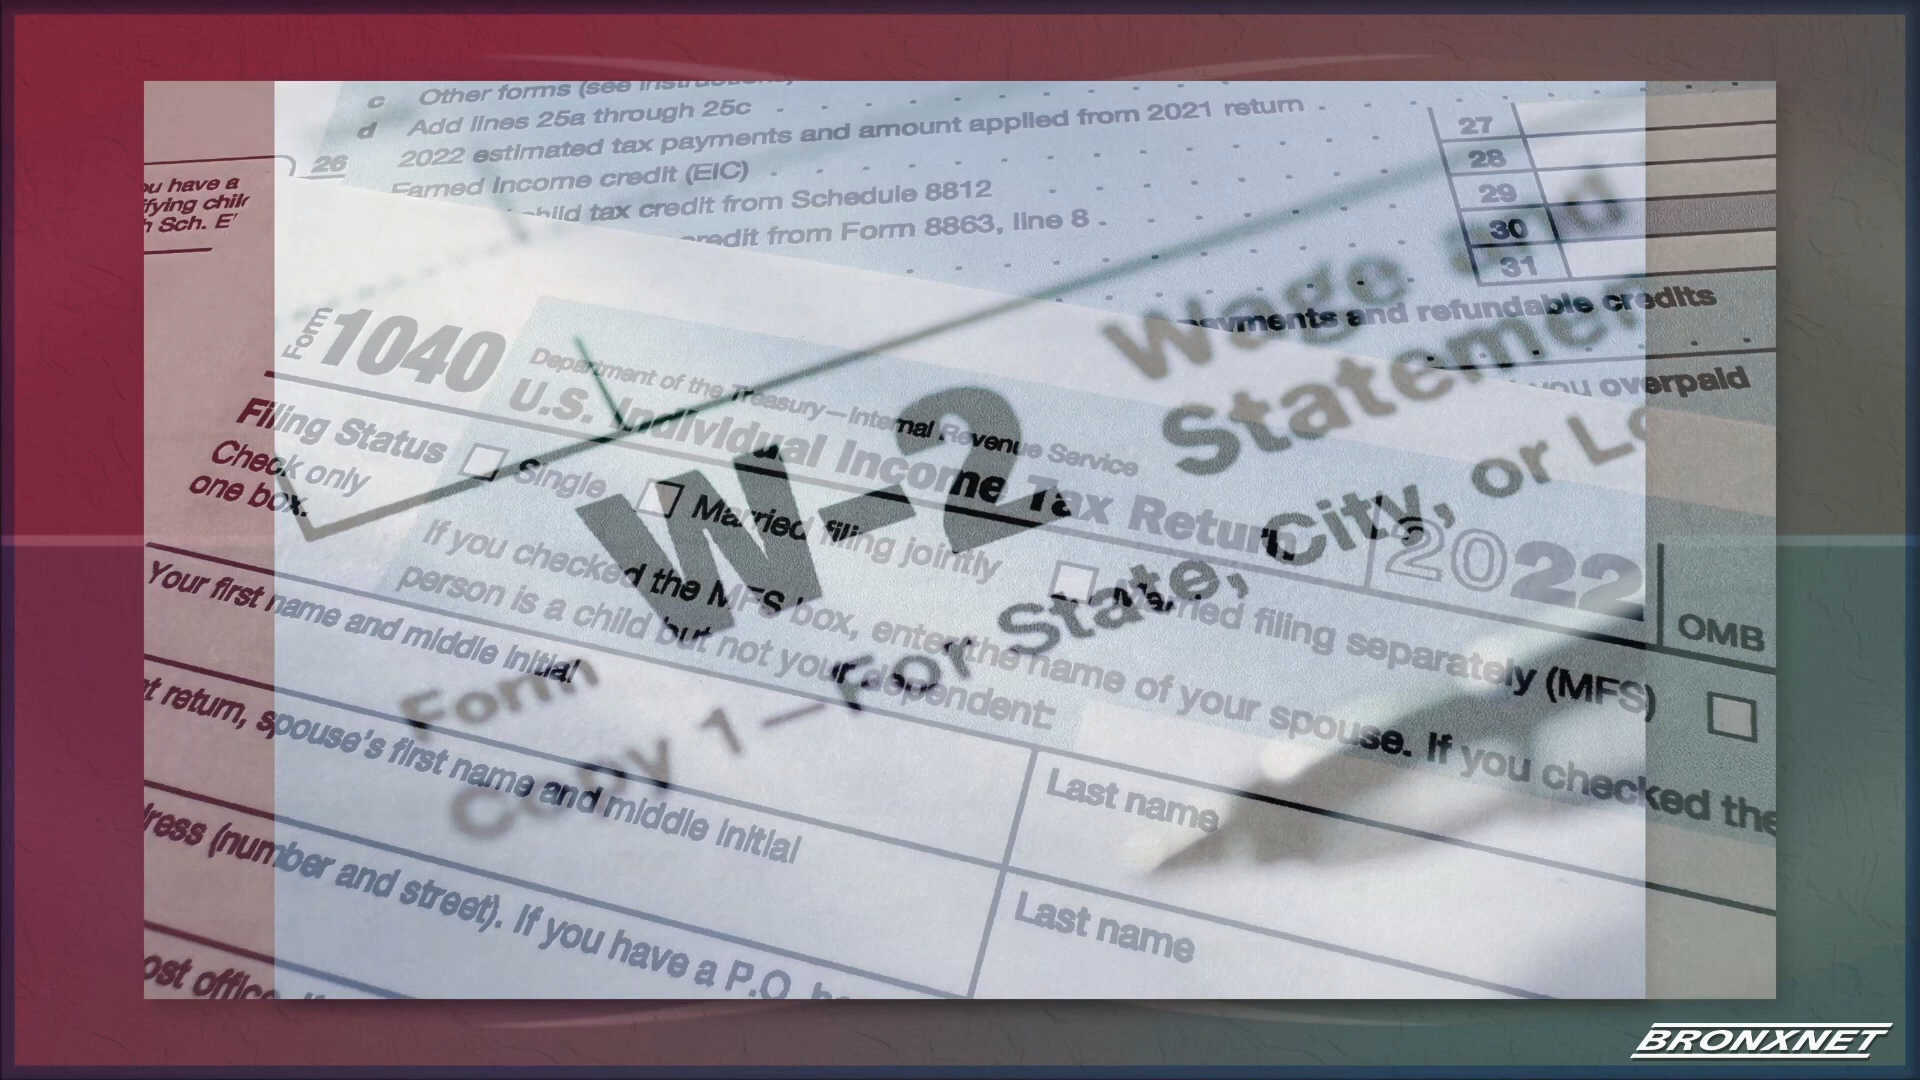 c Other forms (see instructions)
d Add lines 25a through 25c
26 2022 estimated tax payments and amount applied from 2021 return
Earned income credit (EIC) 27
child tax credit from Schedule 8812 28
credit from Form 8863, line 8 29
30
31
ou have a
fying child
Sch. E
payments and refundable credits
you overpaid
Form 1040
Department of the Treasury—Internal Revenue Service
U.S. Individual Income Tax Return
2022
OMB
Filing Status
Check only
one box.
Single
Married filing jointly
Married filing separately (MFS)
If you checked the MFS box, enter the name of your spouse. If you checked the
person is a child but not your dependent:
Your first name and middle initial
Last name
t return, spouse's first name and middle initial
Last name
ress (number and street). If you have a P.O.
ost office
Form W-2 Wage and
Statement
Copy 1—For State, City, or Lo
BRONXNET